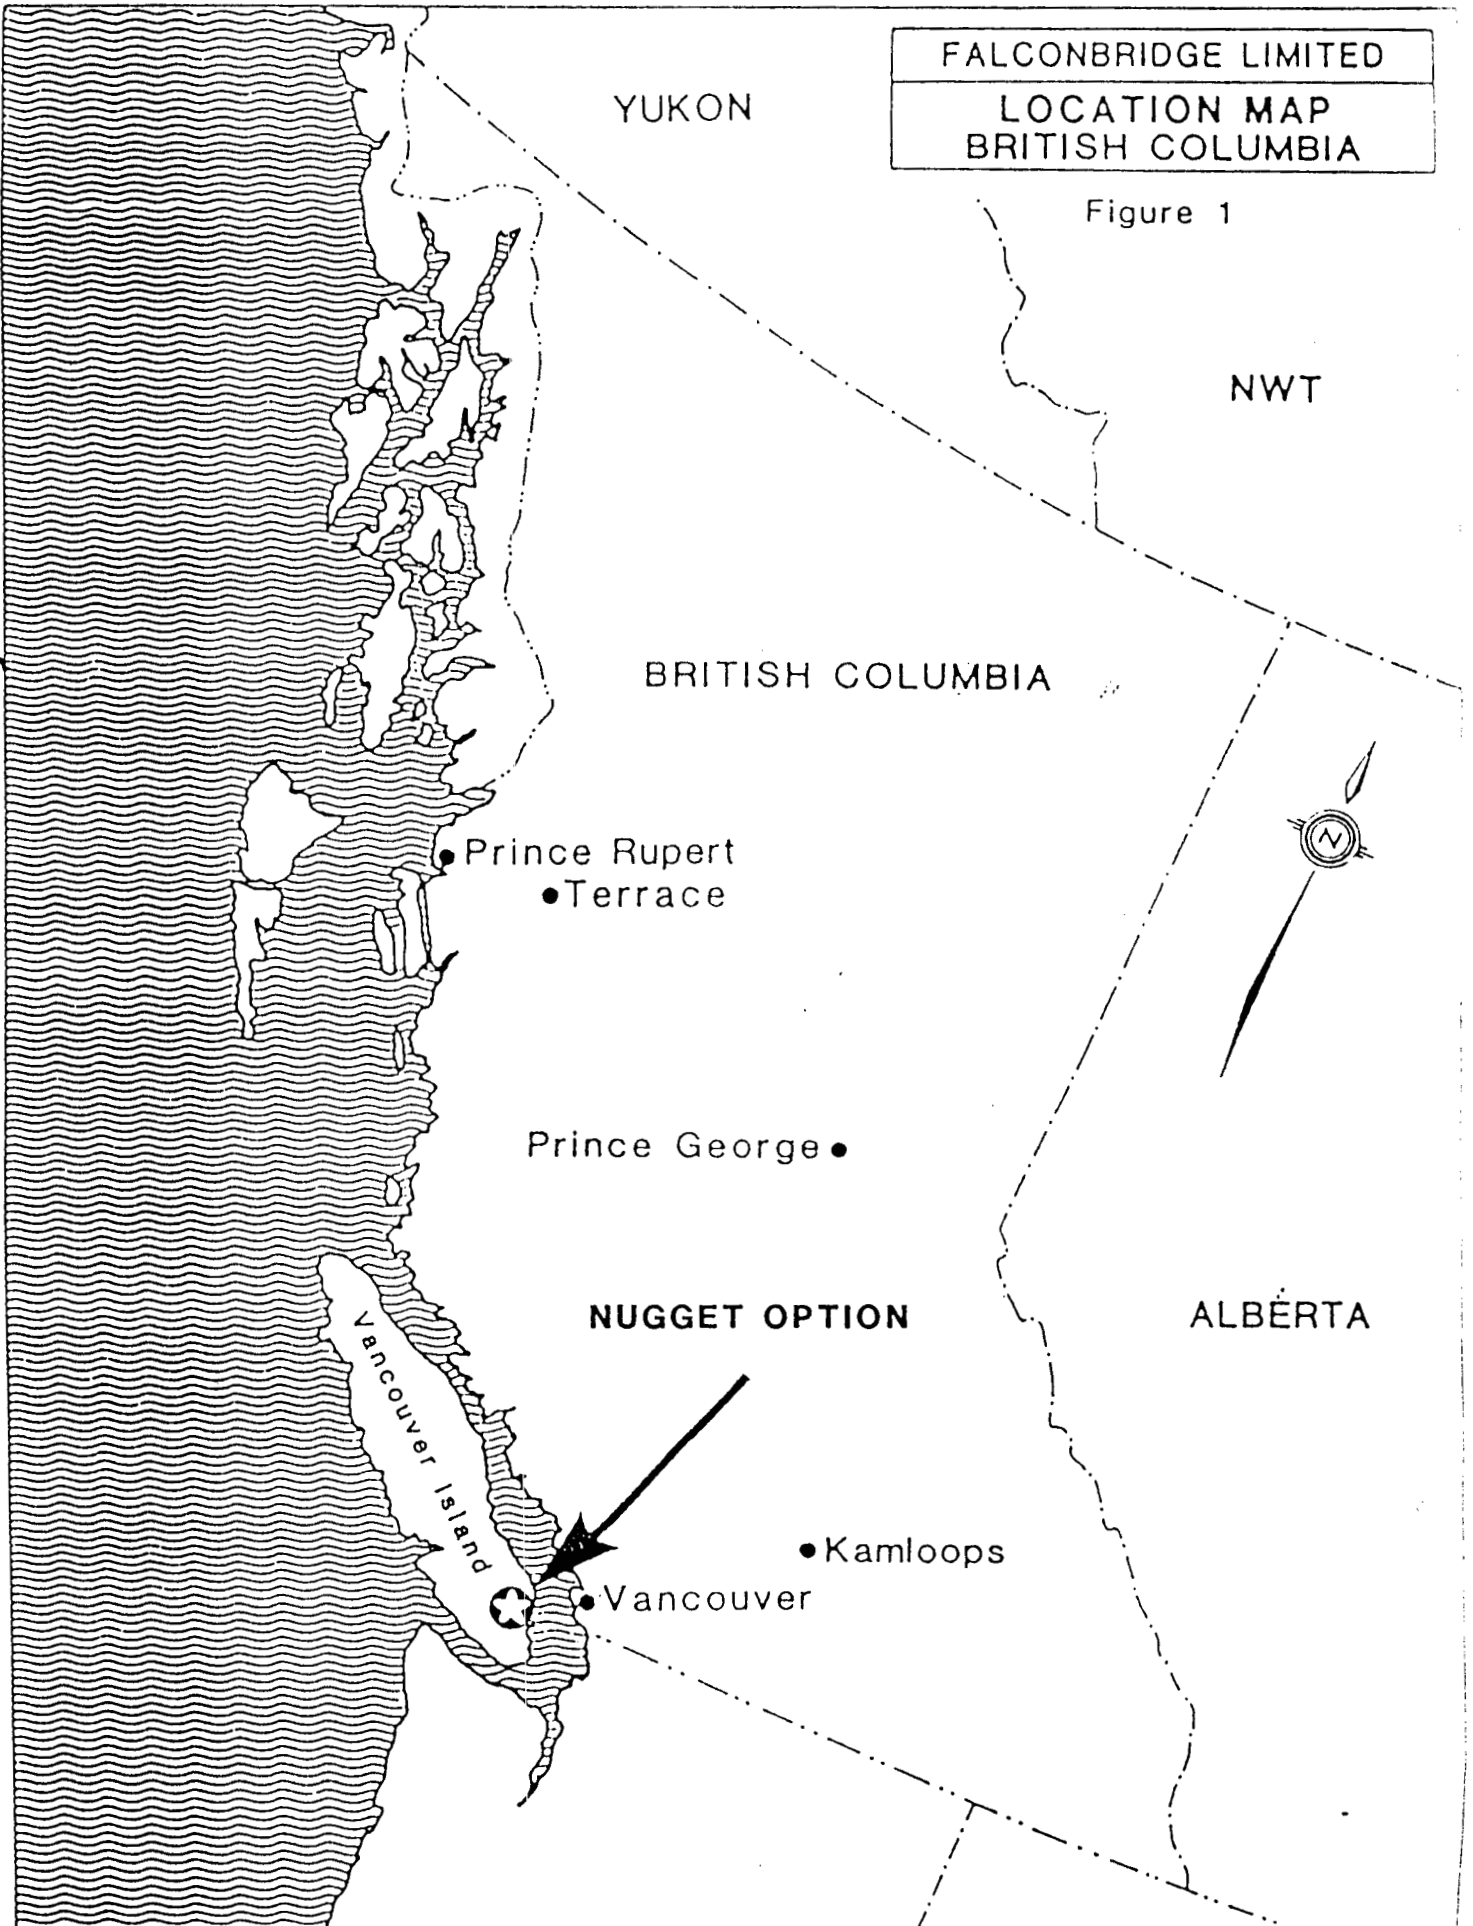 FALCONBRIDGE LIMITED
LOCATION MAP
BRITISH COLUMBIA
Figure 1
YUKON
NWT
BRITISH COLUMBIA
N
Prince Rupert
Terrace
Prince George
NUGGET OPTION
ALBERTA
Vancouver Island
Kamloops
Vancouver